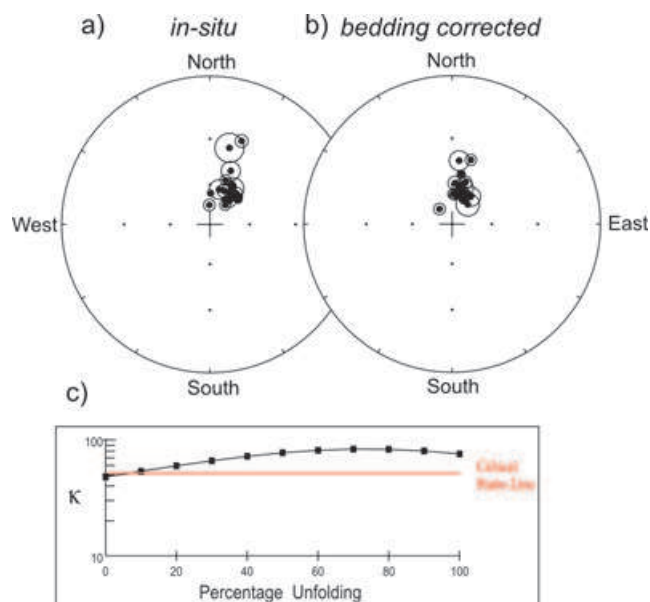 a) in-situ
b) bedding corrected
North
North
West
East
South
South
c)
100
κ
10
0 20 40 60 80 100
Percentage Unfolding
Critical